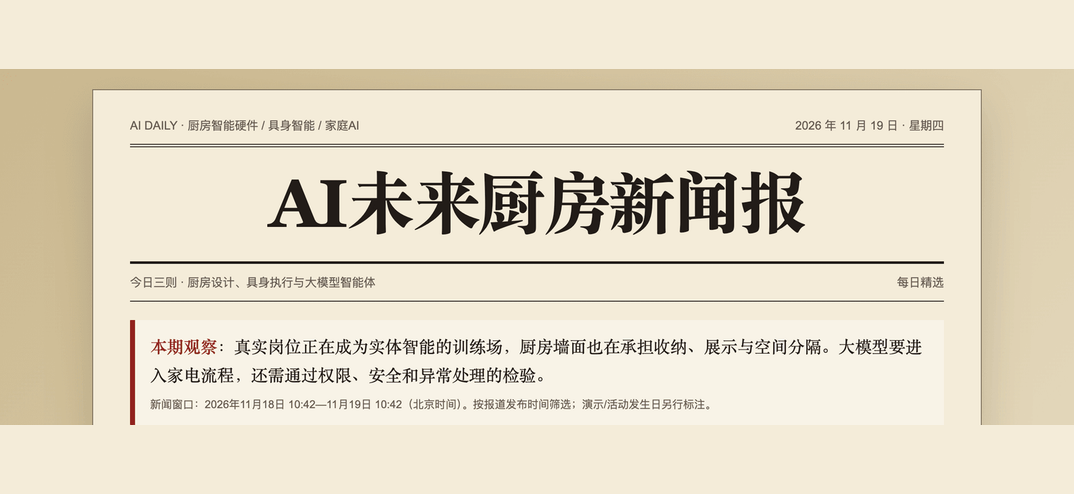 AI DAILY · 厨房智能硬件 / 具身智能 / 家庭AI
2026 年 11 月 19 日 · 星期四
AI未来厨房新闻报
今日三则 · 厨房设计、具身执行与大模型智能体
每日精选
本期观察：真实岗位正在成为实体智能的训练场，厨房墙面也在承担收纳、展示与空间分隔。大模型要进
入家电流程，还需通过权限、安全和异常处理的检验。
新闻窗口：2026年11月18日 10:42—11月19日 10:42（北京时间）。按报道发布时间筛选；演示/活动发生日另行标注。